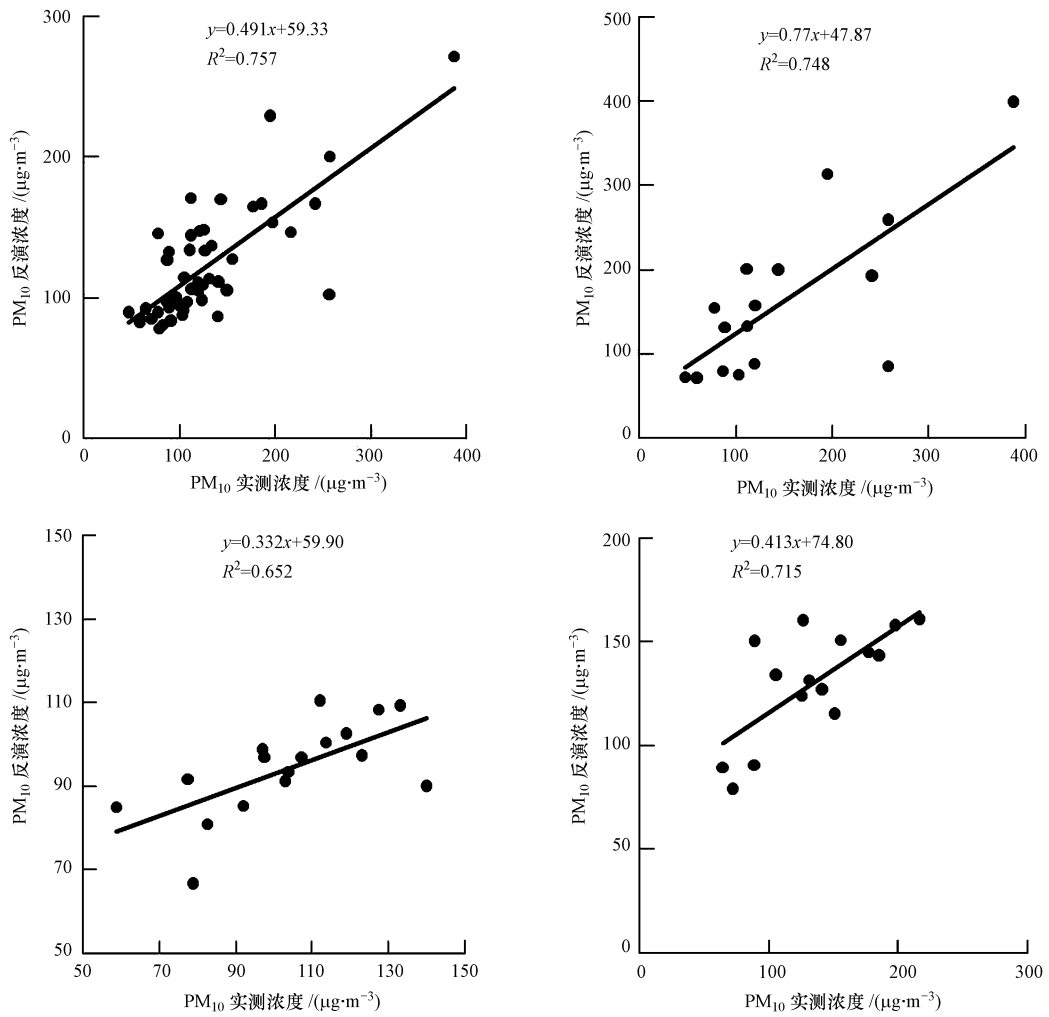 y=0.491x+59.33
R²=0.757
300
200
100
0
0 100 200 300 400
PM₁₀ 反演浓度 /(μg·m⁻³)
PM₁₀ 实测浓度 /(μg·m⁻³)
y=0.77x+47.87
R²=0.748
500
400
300
200
100
0
0 100 200 300 400
PM₁₀ 反演浓度 /(μg·m⁻³)
PM₁₀ 实测浓度 /(μg·m⁻³)
y=0.332x+59.90
R²=0.652
150
130
110
90
70
50
50 70 90 110 130 150
PM₁₀ 反演浓度 /(μg·m⁻³)
PM₁₀ 实测浓度 /(μg·m⁻³)
y=0.413x+74.80
R²=0.715
200
150
100
50
0
0 100 200 300
PM₁₀ 反演浓度 /(μg·m⁻³)
PM₁₀ 实测浓度 /(μg·m⁻³)